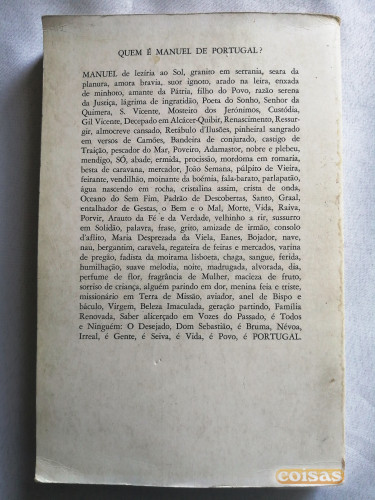 QUEM É MANUEL DE PORTUGAL?
MANUEL de lezíria ao Sol, granito em serrania, seara da
planura, amora bravia, suor ignoto, arado na leira, enxada
de minhoto, amante da Pátria, filho do Povo, razão serena
da Justiça, lágrima de ingratidão, Poeta do Sonho, Senhor da
Quimera, S. Vicente, Mosteiro dos Jerónimos, Custódia,
Gil Vicente, Decepado em Alcácer-Quibir, Renascimento, Ressur-
gir, almocreve cansado, Retábulo d'Ilusões, pinheiral sangrado
em versos de Camões, Bandeira de conjurado, castigo de
Traição, pescador do Mar, Poveiro, Adamastor, nobre e plebeu,
mendigo, SÓ, abade, ermida, procissão, mordoma em romaria,
besta de caravana, mercador, João Semana, púlpito de Vieira,
feirante, vendilhão, moinante da boémia, fala-barato, parlapatão,
água nascendo em rocha, cristalina assim, crista de onda,
Oceano do Sem Fim, Padrão de Descobertas, Santo, Graal,
entalhador de Gestas, o Bem e o Mal, Morte, Vida, Raiva,
Porvir, Arauto da Fé e da Verdade, velhinho a rir, sussurro
em Solidão, palavra, frase, grito, amizade de irmão, consolo
d'aflito, Maria Desprezada da Viela, Eanes, Bojador, nave,
nau, bergantim, caravela, regateira de feiras e mercados, varina
de pregão, fadista da moirama lisboeta, chaga, sangue, ferida,
humilhação, suave melodia, noite, madrugada, alvorada, dia,
perfume de flor, fragrância de Mulher, macieza de fruto,
sorriso de criança, alguém parindo em dor, menina feia e triste,
missionário em Terra de Missão, aviador, anel de Bispo e
báculo, Virgem, Beleza Imaculada, geração partindo, Família
Renovada, Saber alicerçado em Vozes do Passado, é Todos
e Ninguém: O Desejado, Dom Sebastião, é Bruma, Névoa,
Irreal, é Gente, é Seiva, é Vida, é Povo, é PORTUGAL.
coisas